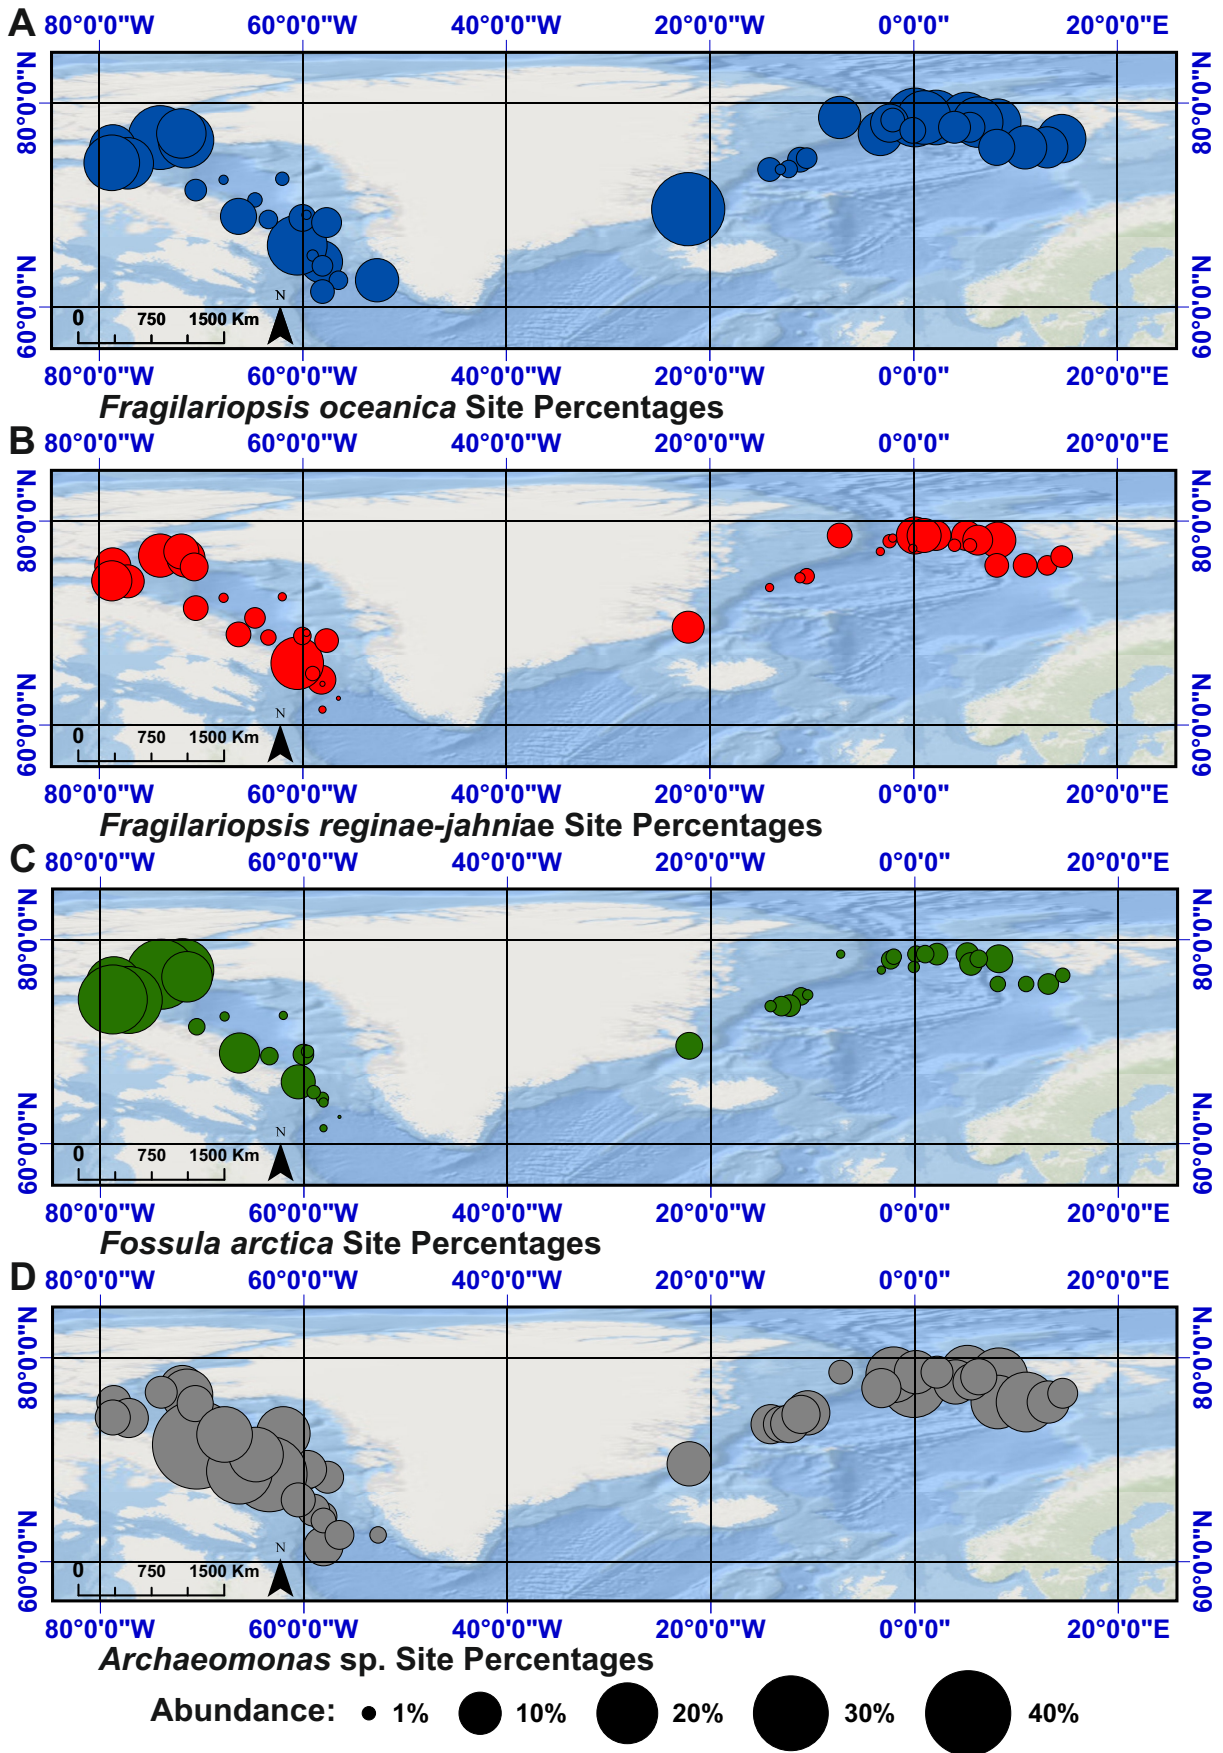 A
80°0'0"W 60°0'0"W 40°0'0"W 20°0'0"W 0°0'0" 20°0'0"E
80°0'0"N 80°0'0"N
60°0'0"N 60°0'0"N
N
0 750 1500 Km
80°0'0"W 60°0'0"W 40°0'0"W 20°0'0"W 0°0'0" 20°0'0"E
Fragilariopsis oceanica Site Percentages
B
80°0'0"W 60°0'0"W 40°0'0"W 20°0'0"W 0°0'0" 20°0'0"E
80°0'0"N 80°0'0"N
60°0'0"N 60°0'0"N
N
0 750 1500 Km
80°0'0"W 60°0'0"W 40°0'0"W 20°0'0"W 0°0'0" 20°0'0"E
Fragilariopsis reginae-jahniae Site Percentages
C
80°0'0"W 60°0'0"W 40°0'0"W 20°0'0"W 0°0'0" 20°0'0"E
80°0'0"N 80°0'0"N
60°0'0"N 60°0'0"N
N
0 750 1500 Km
80°0'0"W 60°0'0"W 40°0'0"W 20°0'0"W 0°0'0" 20°0'0"E
Fossula arctica Site Percentages
D
80°0'0"W 60°0'0"W 40°0'0"W 20°0'0"W 0°0'0" 20°0'0"E
80°0'0"N 80°0'0"N
60°0'0"N 60°0'0"N
N
0 750 1500 Km
80°0'0"W 60°0'0"W 40°0'0"W 20°0'0"W 0°0'0" 20°0'0"E
Archaeomonas sp. Site Percentages
Abundance: 1% 10% 20% 30% 40%